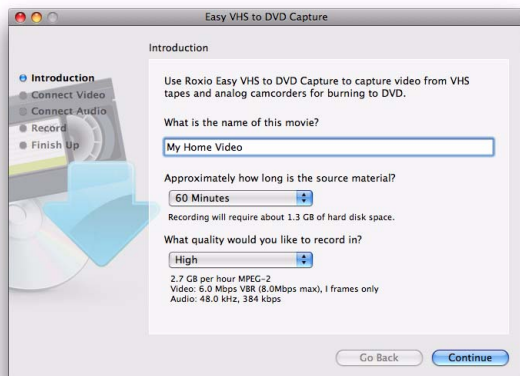 Easy VHS to DVD Capture
Introduction
Introduction
Connect Video
Connect Audio
Record
Finish Up
Use Roxio Easy VHS to DVD Capture to capture video from VHS
tapes and analog camcorders for burning to DVD.
What is the name of this movie?
My Home Video
Approximately how long is the source material?
60 Minutes
Recording will require about 1.3 GB of hard disk space.
What quality would you like to record in?
High
2.7 GB per hour MPEG-2
Video: 6.0 Mbps VBR (8.0Mbps max), I frames only
Audio: 48.0 kHz, 384 kbps
Go Back
Continue